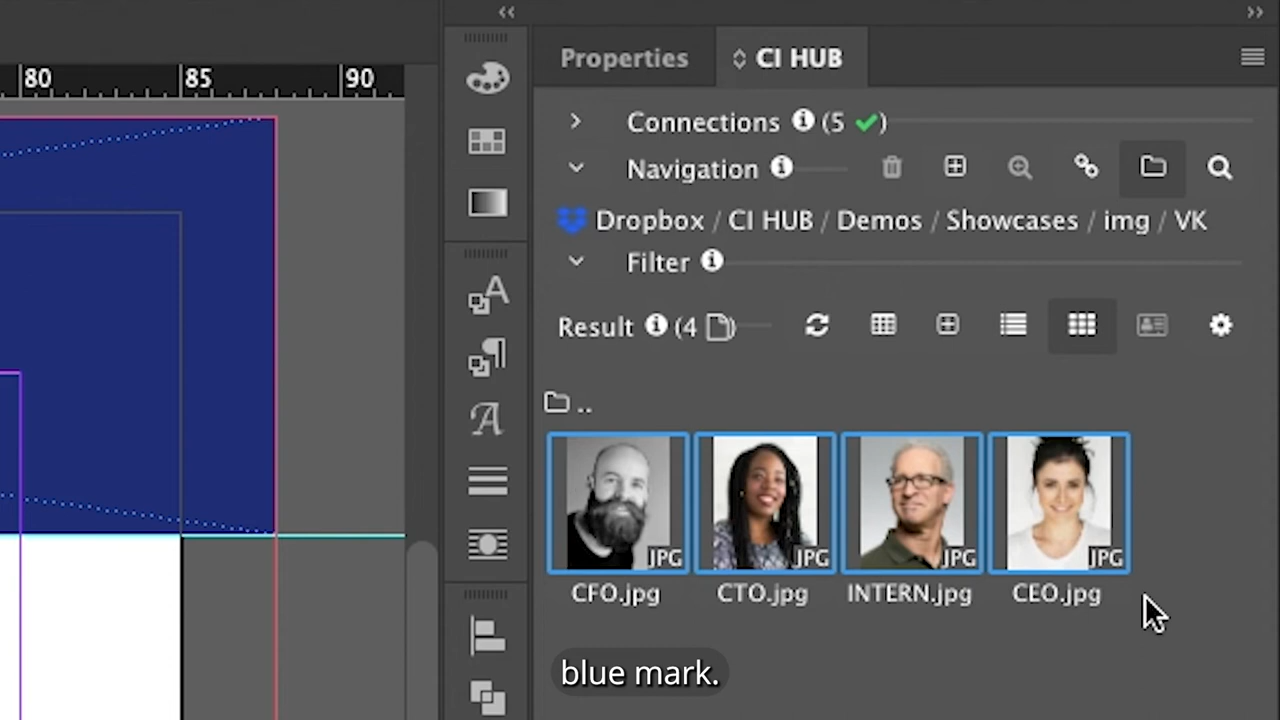 Properties
CI HUB
80
85
90
Connections (5 )
Navigation
Dropbox / CI HUB / Demos / Showcases / img / VK
Filter
Result (4 )
..
JPG
JPG
JPG
JPG
CFO.jpg
CTO.jpg
INTERN.jpg
CEO.jpg
blue mark.